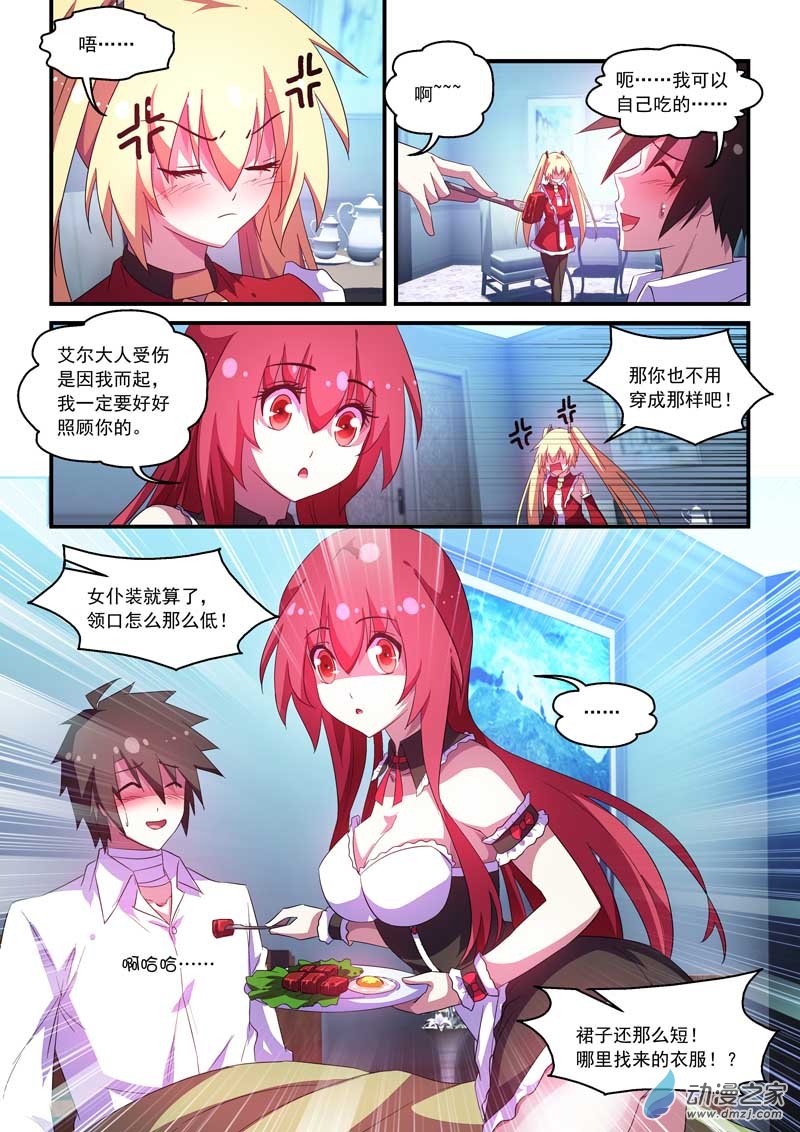 唔……
啊~~~
呃……我可以
自己吃的……
艾尔大人受伤
是因我而起，
我一定要好好
照顾你的。
那你也不用
穿成那样吧！
女仆装就算了，
领口怎么那么低！
……
啊哈哈……
裙子还那么短！
哪里找来的衣服！？
动漫之家
www.dmzj.com